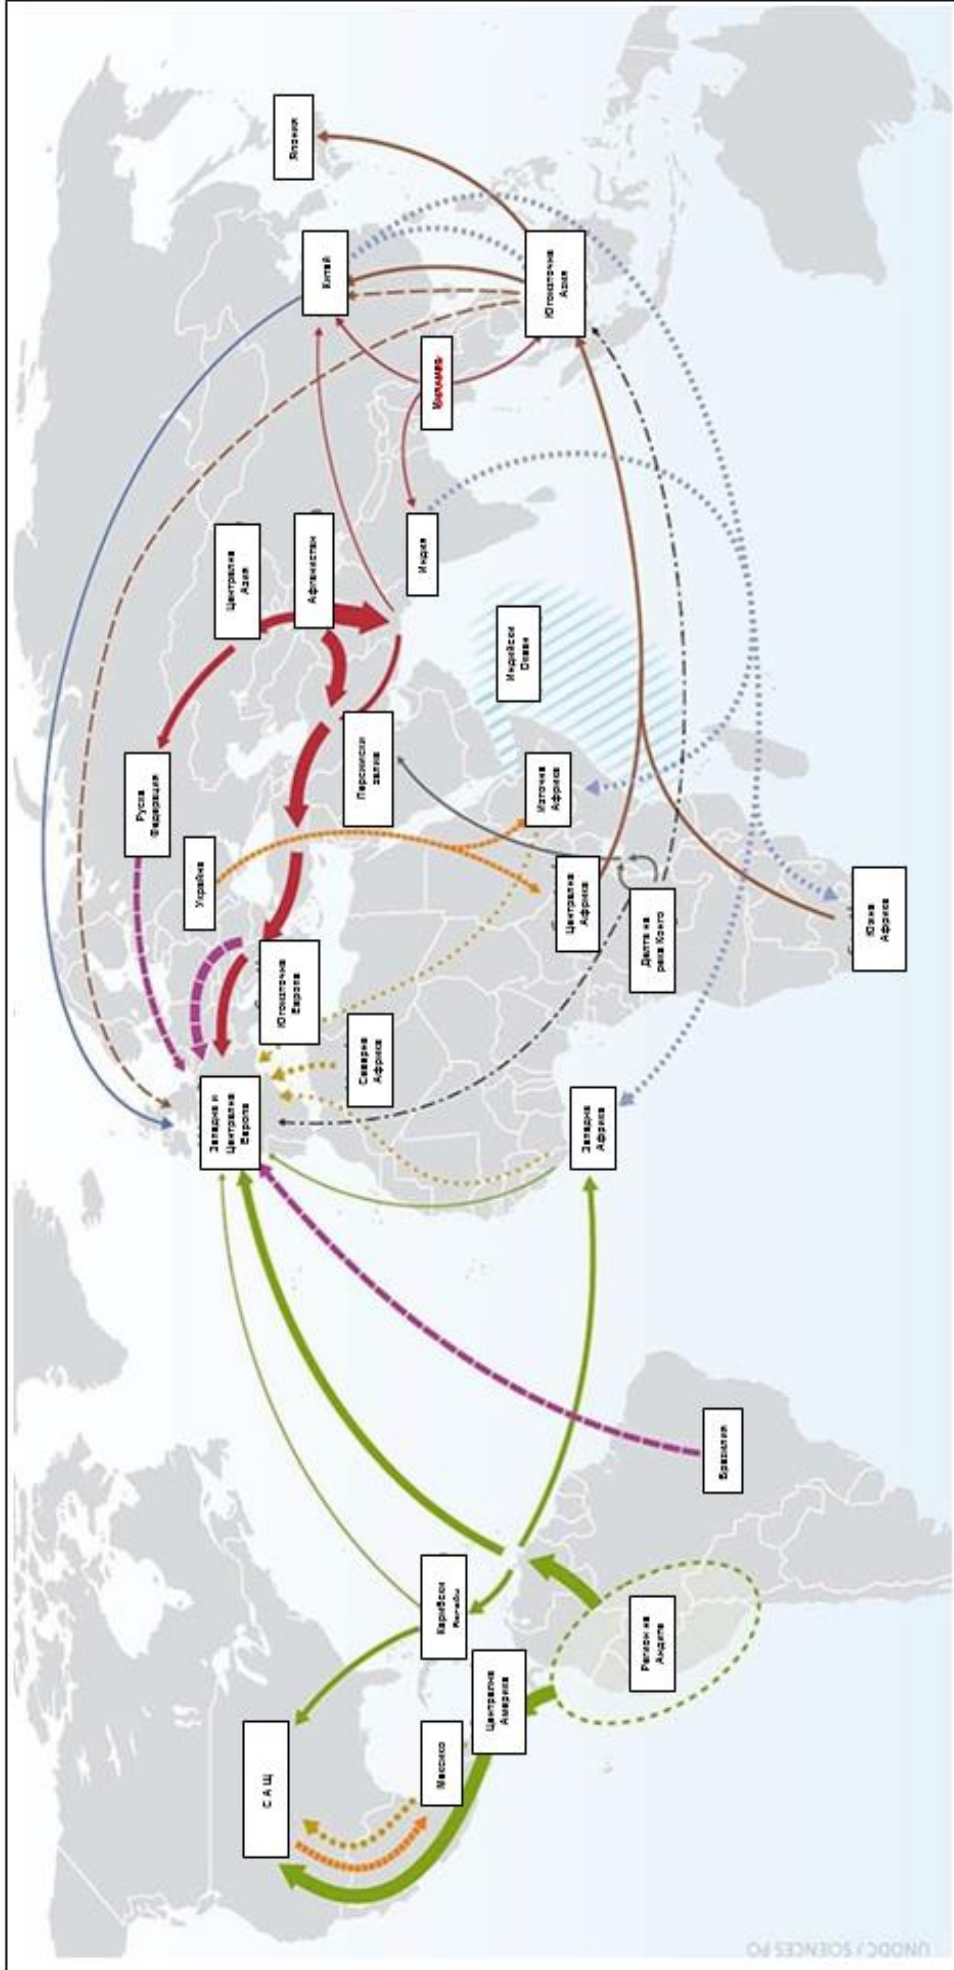 С А Щ
Мексико
Централна
Америка
Карибски
басейн
Регион на
Андите
Бразилия
Западна и
Централна
Европа
Югоизточна
Европа
Северна
Африка
Западна
Африка
Украйна
Руска
Федерация
Персийски
залив
Централна
Африка
Делта на
река Конго
Източна
Африка
Южна
Африка
Индийски
Океан
Централна
Азия
Афганистан
Индия
Мианмар
Китай
Югоизточна
Азия
Япония
UNODC / SCIENCES PO